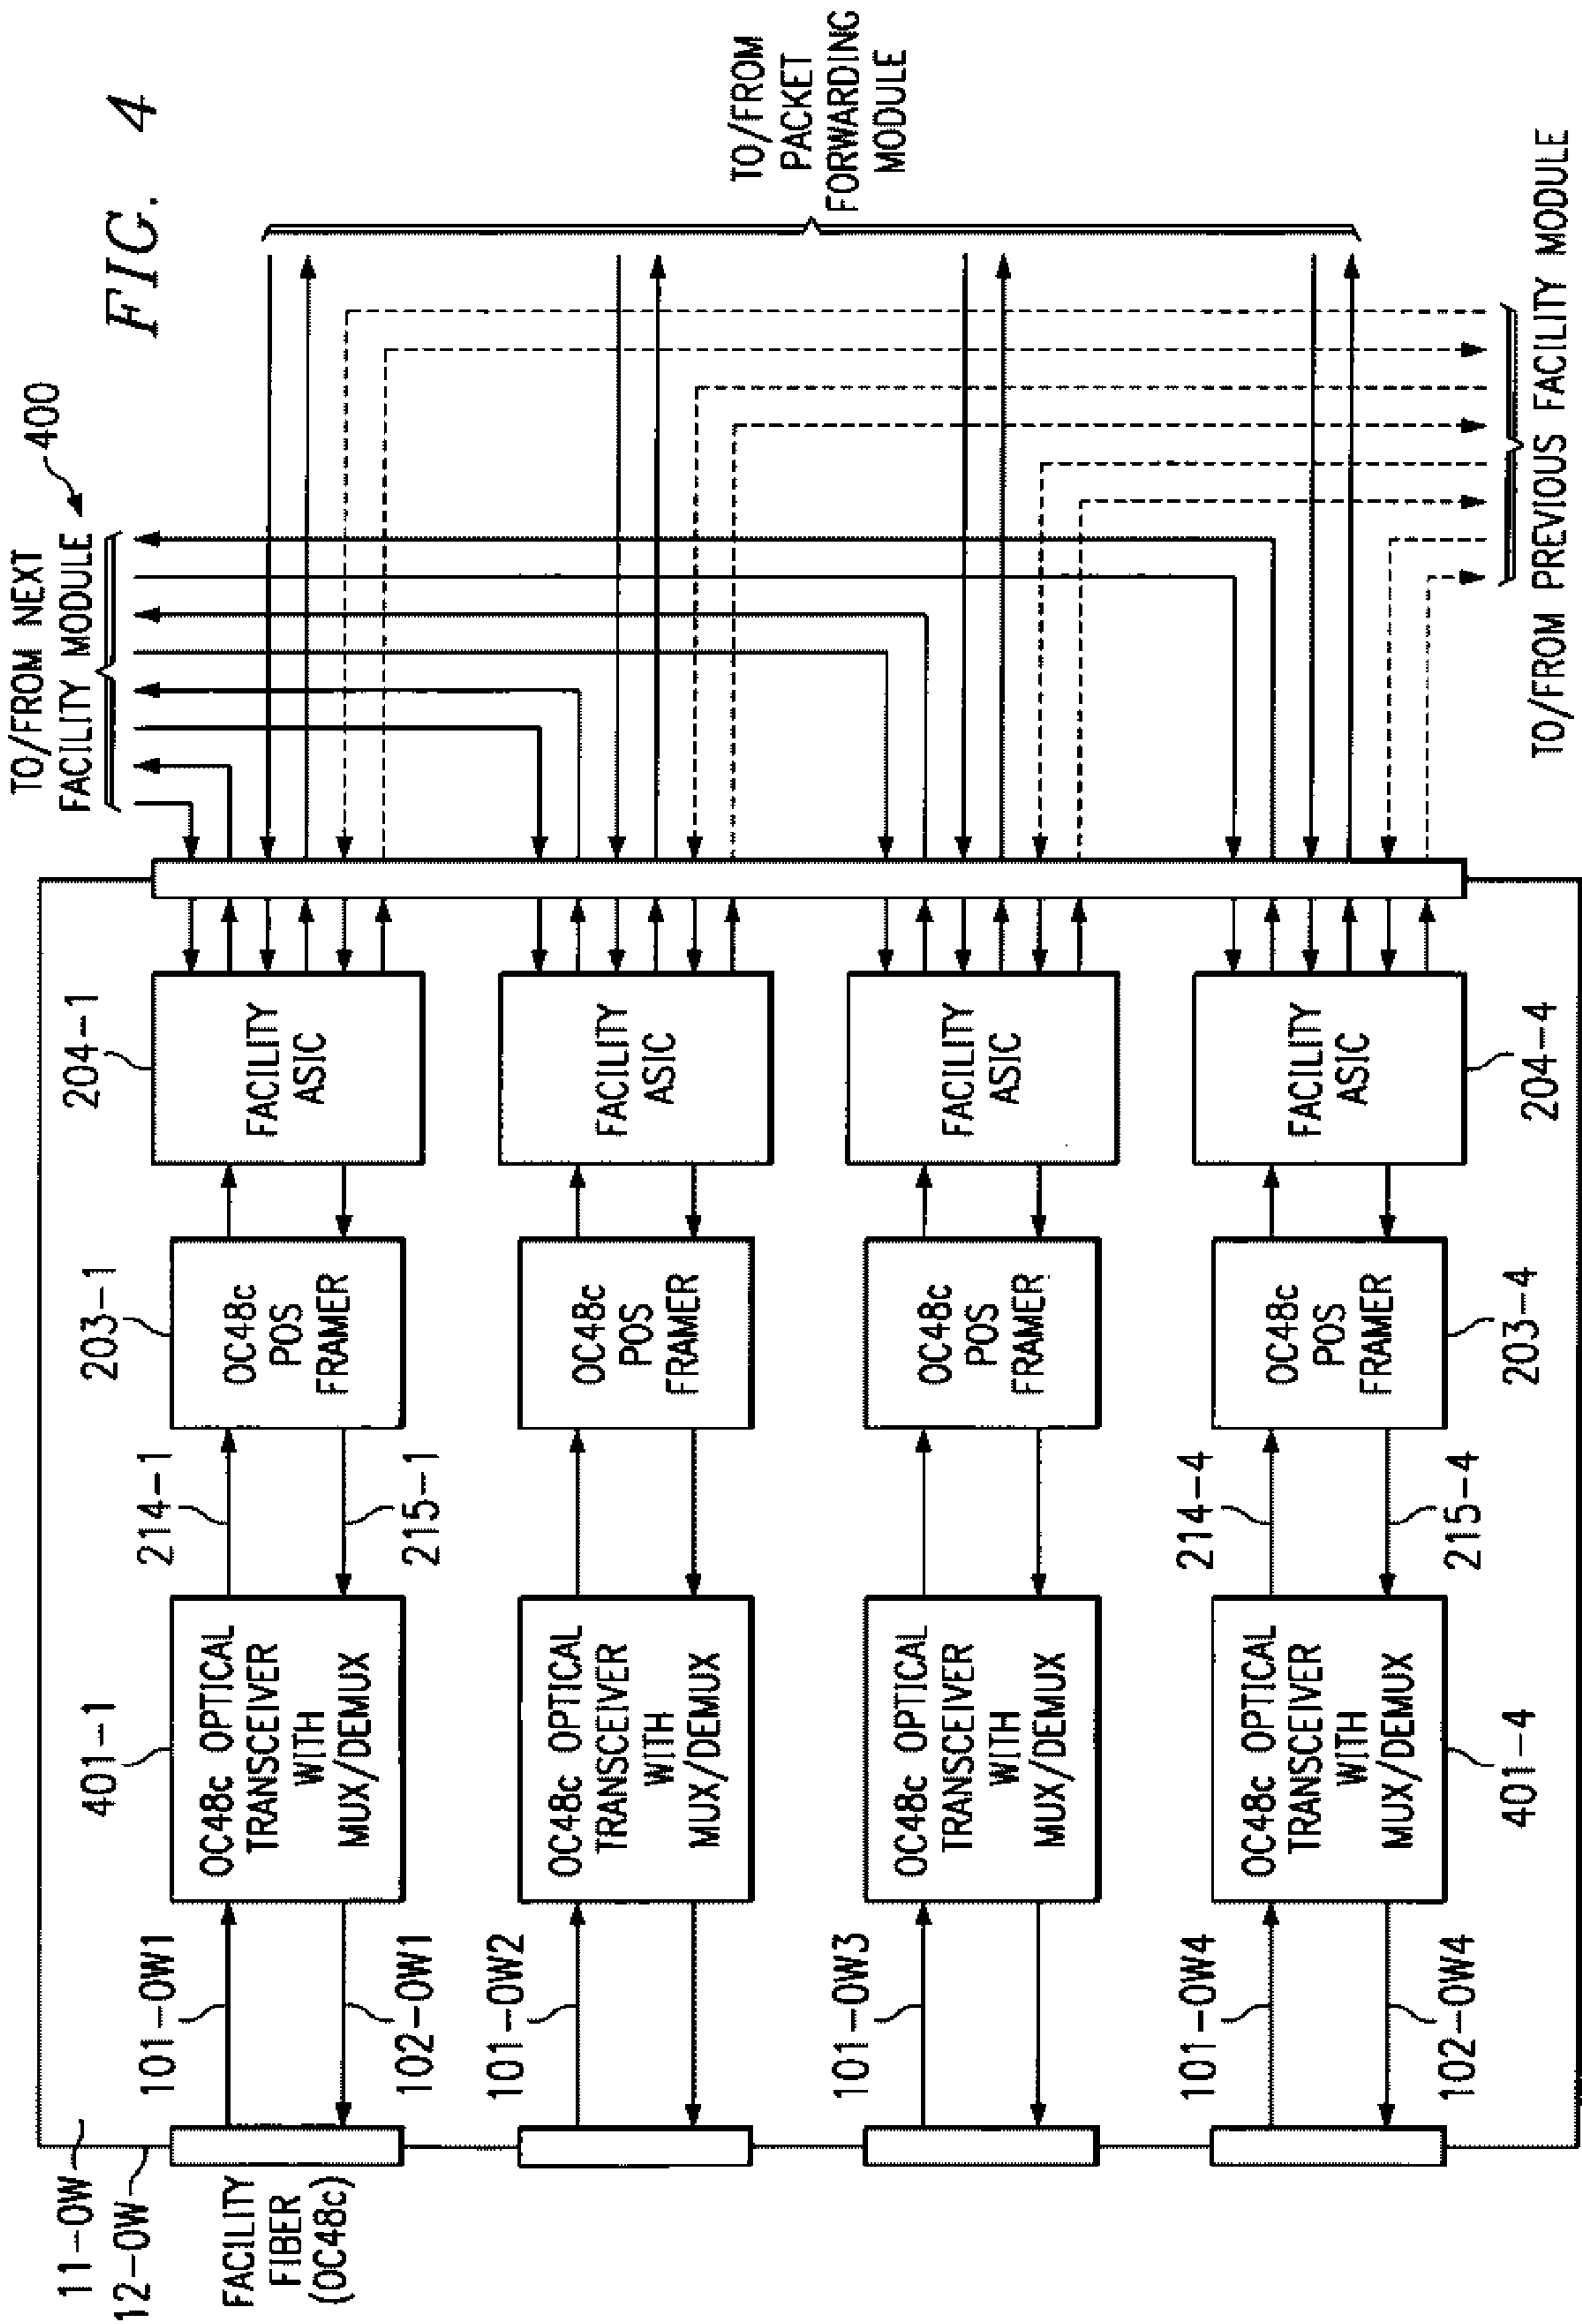 FIG. 4
400
TO/FROM NEXT
FACILITY MODULE
TO/FROM
PACKET
FORWARDING
MODULE
TO/FROM PREVIOUS FACILITY MODULE
11-0W
12-0W
FACILITY
FIBER
(OC48c)
101-0W1
102-0W1
401-1
OC48c OPTICAL
TRANSCEIVER
WITH
MUX/DEMUX
214-1
215-1
203-1
OC48c
POS
FRAMER
204-1
FACILITY
ASIC
101-0W2
OC48c OPTICAL
TRANSCEIVER
WITH
MUX/DEMUX
OC48c
POS
FRAMER
FACILITY
ASIC
101-0W3
OC48c OPTICAL
TRANSCEIVER
WITH
MUX/DEMUX
OC48c
POS
FRAMER
FACILITY
ASIC
101-0W4
102-0W4
OC48c OPTICAL
TRANSCEIVER
WITH
MUX/DEMUX
401-4
214-4
215-4
OC48c
POS
FRAMER
203-4
FACILITY
ASIC
204-4